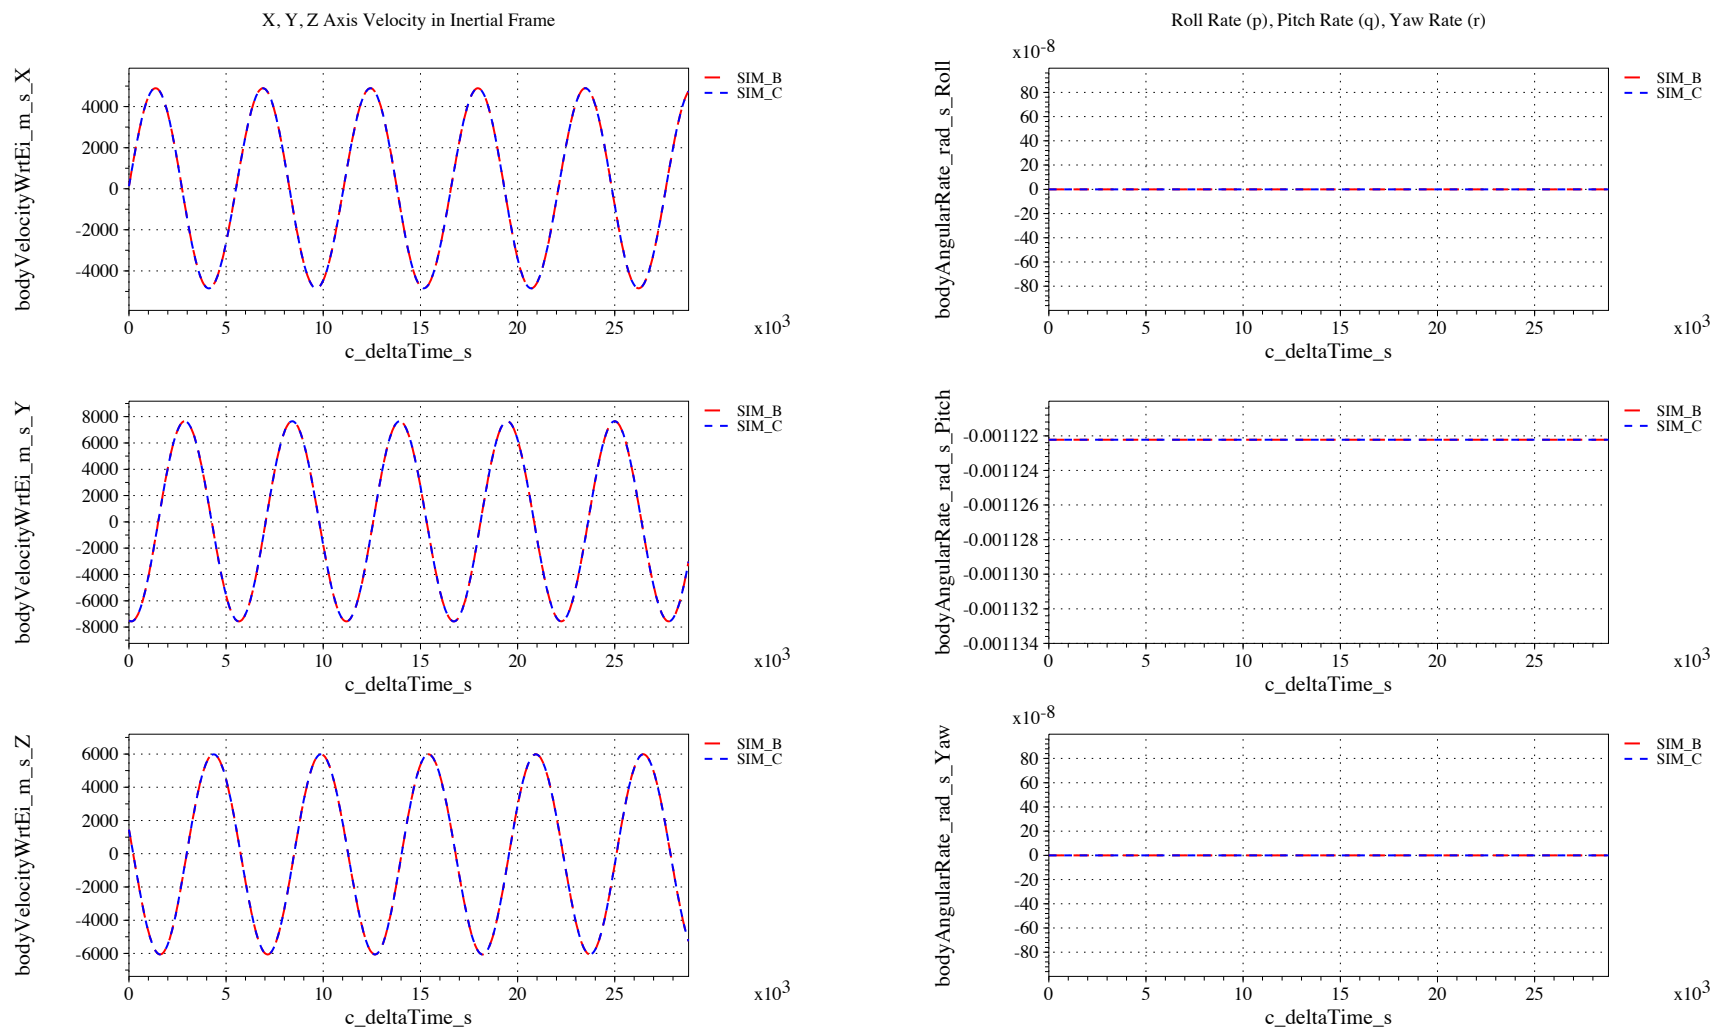 X, Y, Z Axis Velocity in Inertial Frame
bodyVelocityWrtEi_m_s_X
4000
2000
0
-2000
-4000
0 5 10 15 20 25 x10³
c_deltaTime_s
SIM_B
SIM_C
Roll Rate (p), Pitch Rate (q), Yaw Rate (r)
x10⁻⁸
bodyAngularRate_rad_s_Roll
80
60
40
20
0
-20
-40
-60
-80
0 5 10 15 20 25 x10³
c_deltaTime_s
SIM_B
SIM_C
bodyVelocityWrtEi_m_s_Y
8000
6000
4000
2000
0
-2000
-4000
-6000
-8000
0 5 10 15 20 25 x10³
c_deltaTime_s
SIM_B
SIM_C
bodyAngularRate_rad_s_Pitch
-0.001122
-0.001124
-0.001126
-0.001128
-0.001130
-0.001132
-0.001134
0 5 10 15 20 25 x10³
c_deltaTime_s
SIM_B
SIM_C
bodyVelocityWrtEi_m_s_Z
6000
4000
2000
0
-2000
-4000
-6000
0 5 10 15 20 25 x10³
c_deltaTime_s
SIM_B
SIM_C
x10⁻⁸
bodyAngularRate_rad_s_Yaw
80
60
40
20
0
-20
-40
-60
-80
0 5 10 15 20 25 x10³
c_deltaTime_s
SIM_B
SIM_C